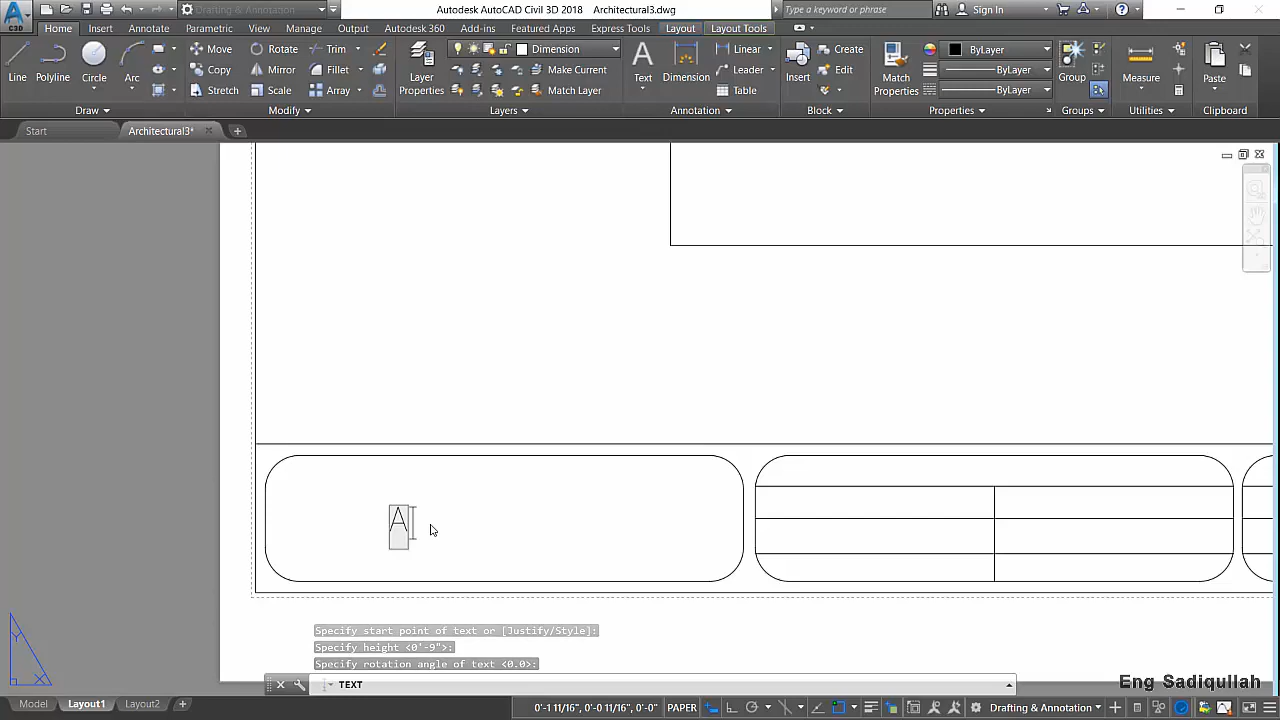 Drafting & Annotation
Autodesk AutoCAD Civil 3D 2018 Architectural3.dwg
Type a keyword or phrase
Sign In
C3D
Home Insert Annotate Parametric View Manage Output Autodesk 360 Add-ins Featured Apps Express Tools Layout Layout Tools
Line Polyline Circle Arc
Move Rotate Trim
Copy Mirror Fillet
Stretch Scale Array
Layer Properties
Dimension
Make Current
Match Layer
Text Dimension
Linear
Leader
Table
Insert
Create
Edit
Match Properties
ByLayer
ByLayer
ByLayer
Group
Measure
Paste
Draw Modify Layers Annotation Block Properties Groups Utilities Clipboard
Start Architectural3*
A
Specify start point of text or [Justify/Style]:
Specify height <0'-9">:
Specify rotation angle of text <0.0>:
TEXT
Eng Sadiqullah
Y
X
Model Layout1 Layout2
0'-1 11/16", 0'-0 11/16", 0'-0" PAPER
Drafting & Annotation